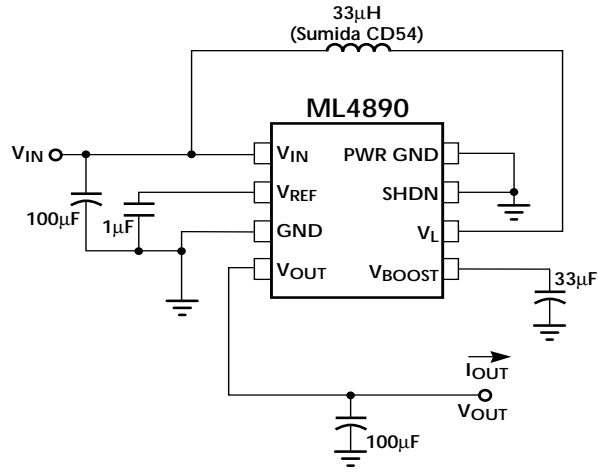 33µH
(Sumida CD54)
ML4890
VIN
VIN
PWR GND
VREF
SHDN
100µF
1µF
GND
VL
VOUT
VBOOST
33µF
IOUT
VOUT
100µF